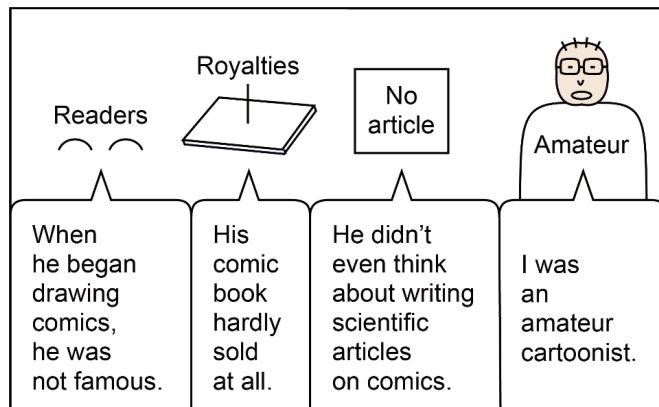 Readers
Royalties
No
article
Amateur
When
he began
drawing
comics,
he was
not famous.
His
comic
book
hardly
sold
at all.
He didn't
even think
about writing
scientific
articles
on comics.
I was
an
amateur
cartoonist.